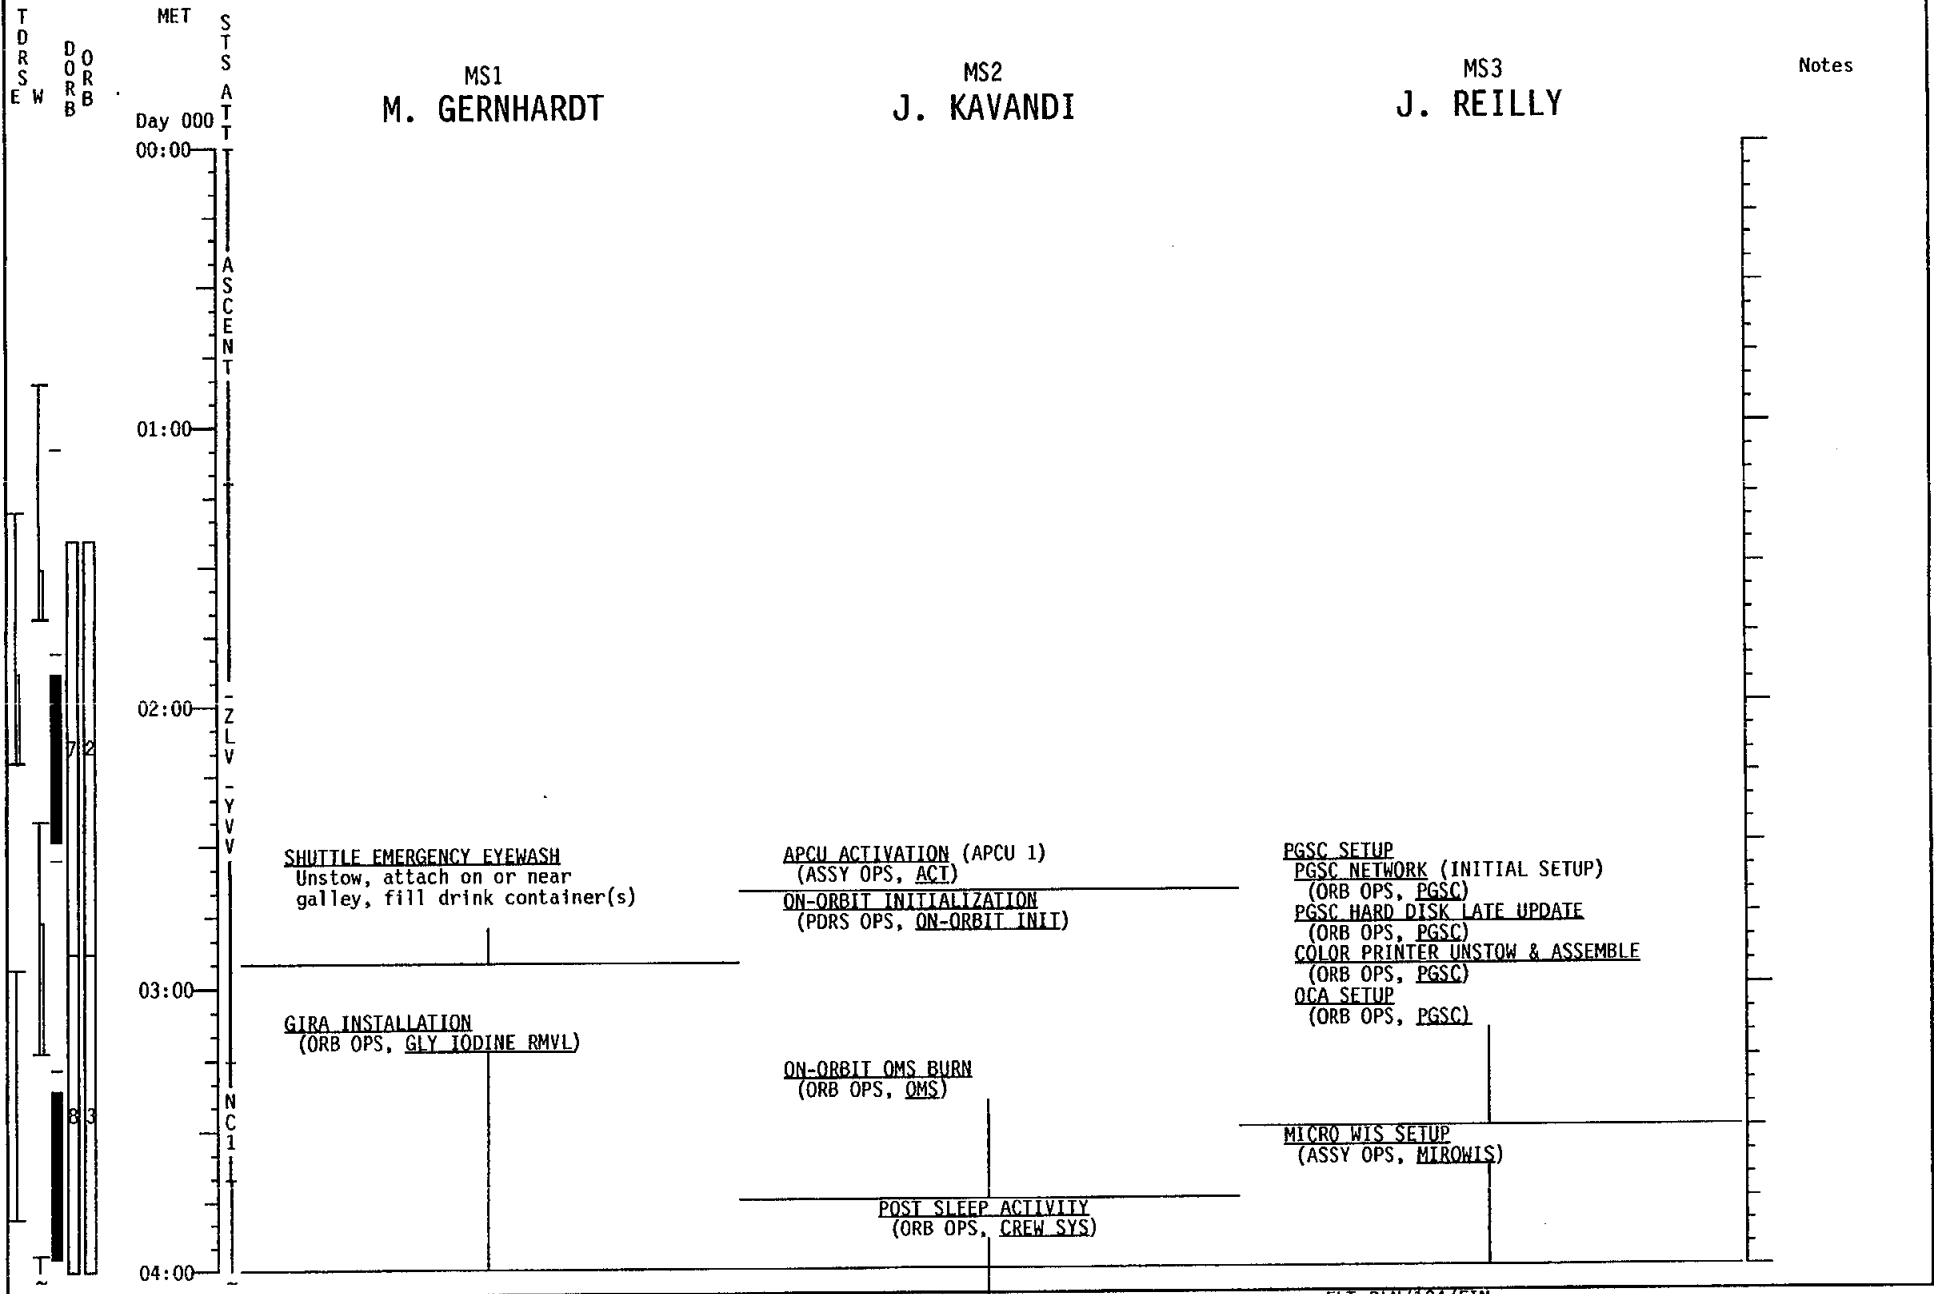 TDRS
E W
DORB
ORB
MET
STS ATT
MS1
M. GERNHARDT
MS2
J. KAVANDI
MS3
J. REILLY
Notes
Day 000
00:00
ASCENT
01:00
02:00
-ZLV -YVV
7 2
SHUTTLE EMERGENCY EYEWASH
Unstow, attach on or near
galley, fill drink container(s)
APCU ACTIVATION (APCU 1)
(ASSY OPS, ACT)
ON-ORBIT INITIALIZATION
(PDRS OPS, ON-ORBIT INIT)
PGSC SETUP
PGSC NETWORK (INITIAL SETUP)
(ORB OPS, PGSC)
PGSC HARD DISK LATE UPDATE
(ORB OPS, PGSC)
COLOR PRINTER UNSTOW & ASSEMBLE
(ORB OPS, PGSC)
OCA SETUP
(ORB OPS, PGSC)
03:00
GIRA INSTALLATION
(ORB OPS, GLY IODINE RMVL)
ON-ORBIT OMS BURN
(ORB OPS, OMS)
NC1
8 3
MICRO WIS SETUP
(ASSY OPS, MIROWIS)
POST SLEEP ACTIVITY
(ORB OPS, CREW SYS)
04:00